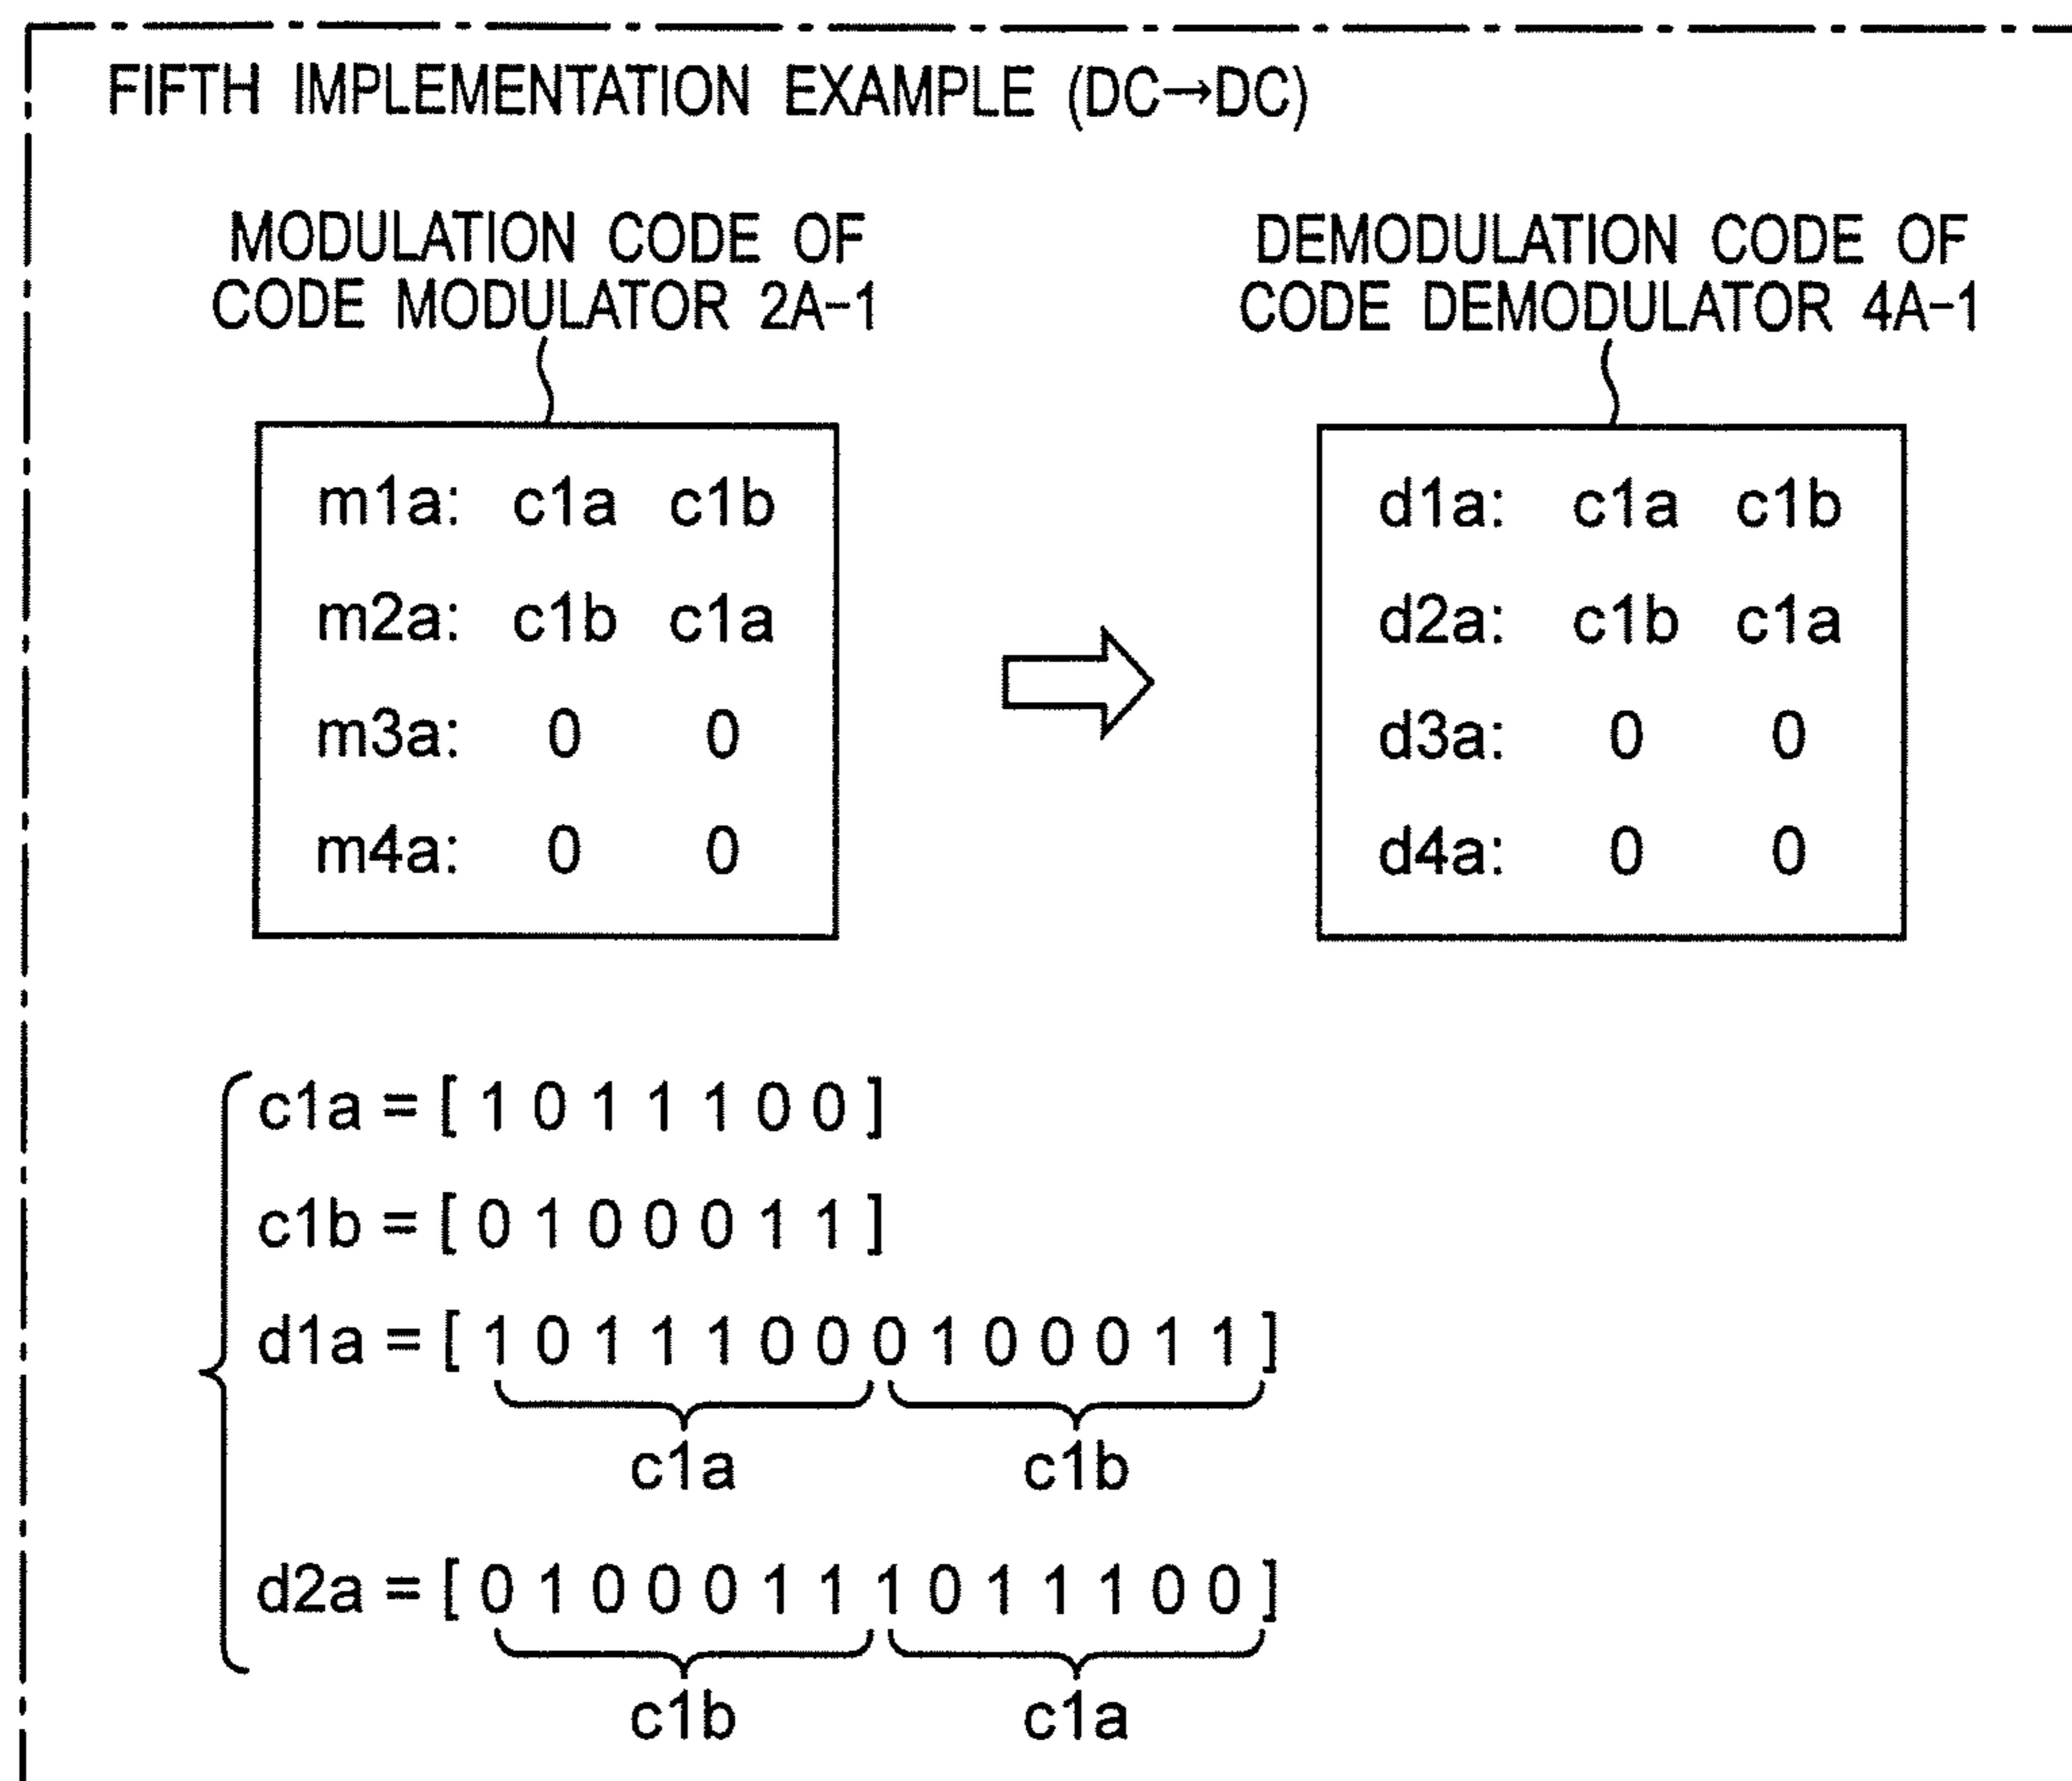 FIFTH IMPLEMENTATION EXAMPLE (DC→DC)
MODULATION CODE OF
CODE MODULATOR 2A-1
m1a: c1a c1b
m2a: c1b c1a
m3a: 0 0
m4a: 0 0
DEMODULATION CODE OF
CODE DEMODULATOR 4A-1
d1a: c1a c1b
d2a: c1b c1a
d3a: 0 0
d4a: 0 0
c1a = [ 1 0 1 1 1 0 0 ]
c1b = [ 0 1 0 0 0 1 1 ]
d1a = [ 1 0 1 1 1 0 0 0 1 0 0 0 1 1 ]
c1a c1b
d2a = [ 0 1 0 0 0 1 1 1 0 1 1 1 0 0 ]
c1b c1a